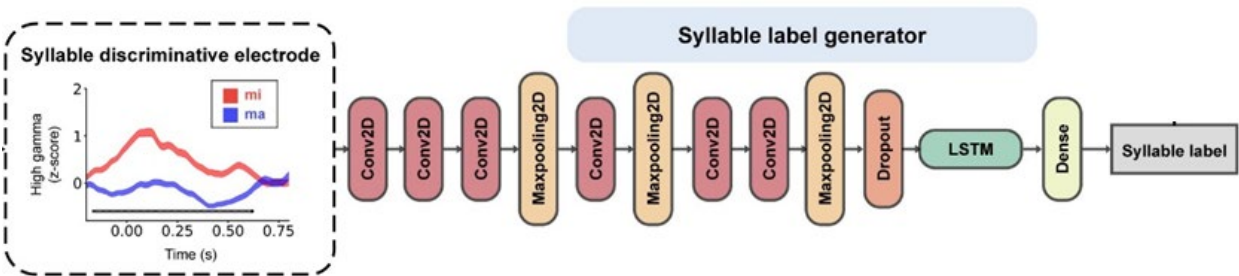 Syllable label generator
Syllable discriminative electrode
High gamma
(z-score)
2
1
0
mi
ma
0.00 0.25 0.50 0.75
Time (s)
Conv2D
Conv2D
Conv2D
Maxpooling2D
Conv2D
Maxpooling2D
Conv2D
Conv2D
Maxpooling2D
Dropout
LSTM
Dense
Syllable label